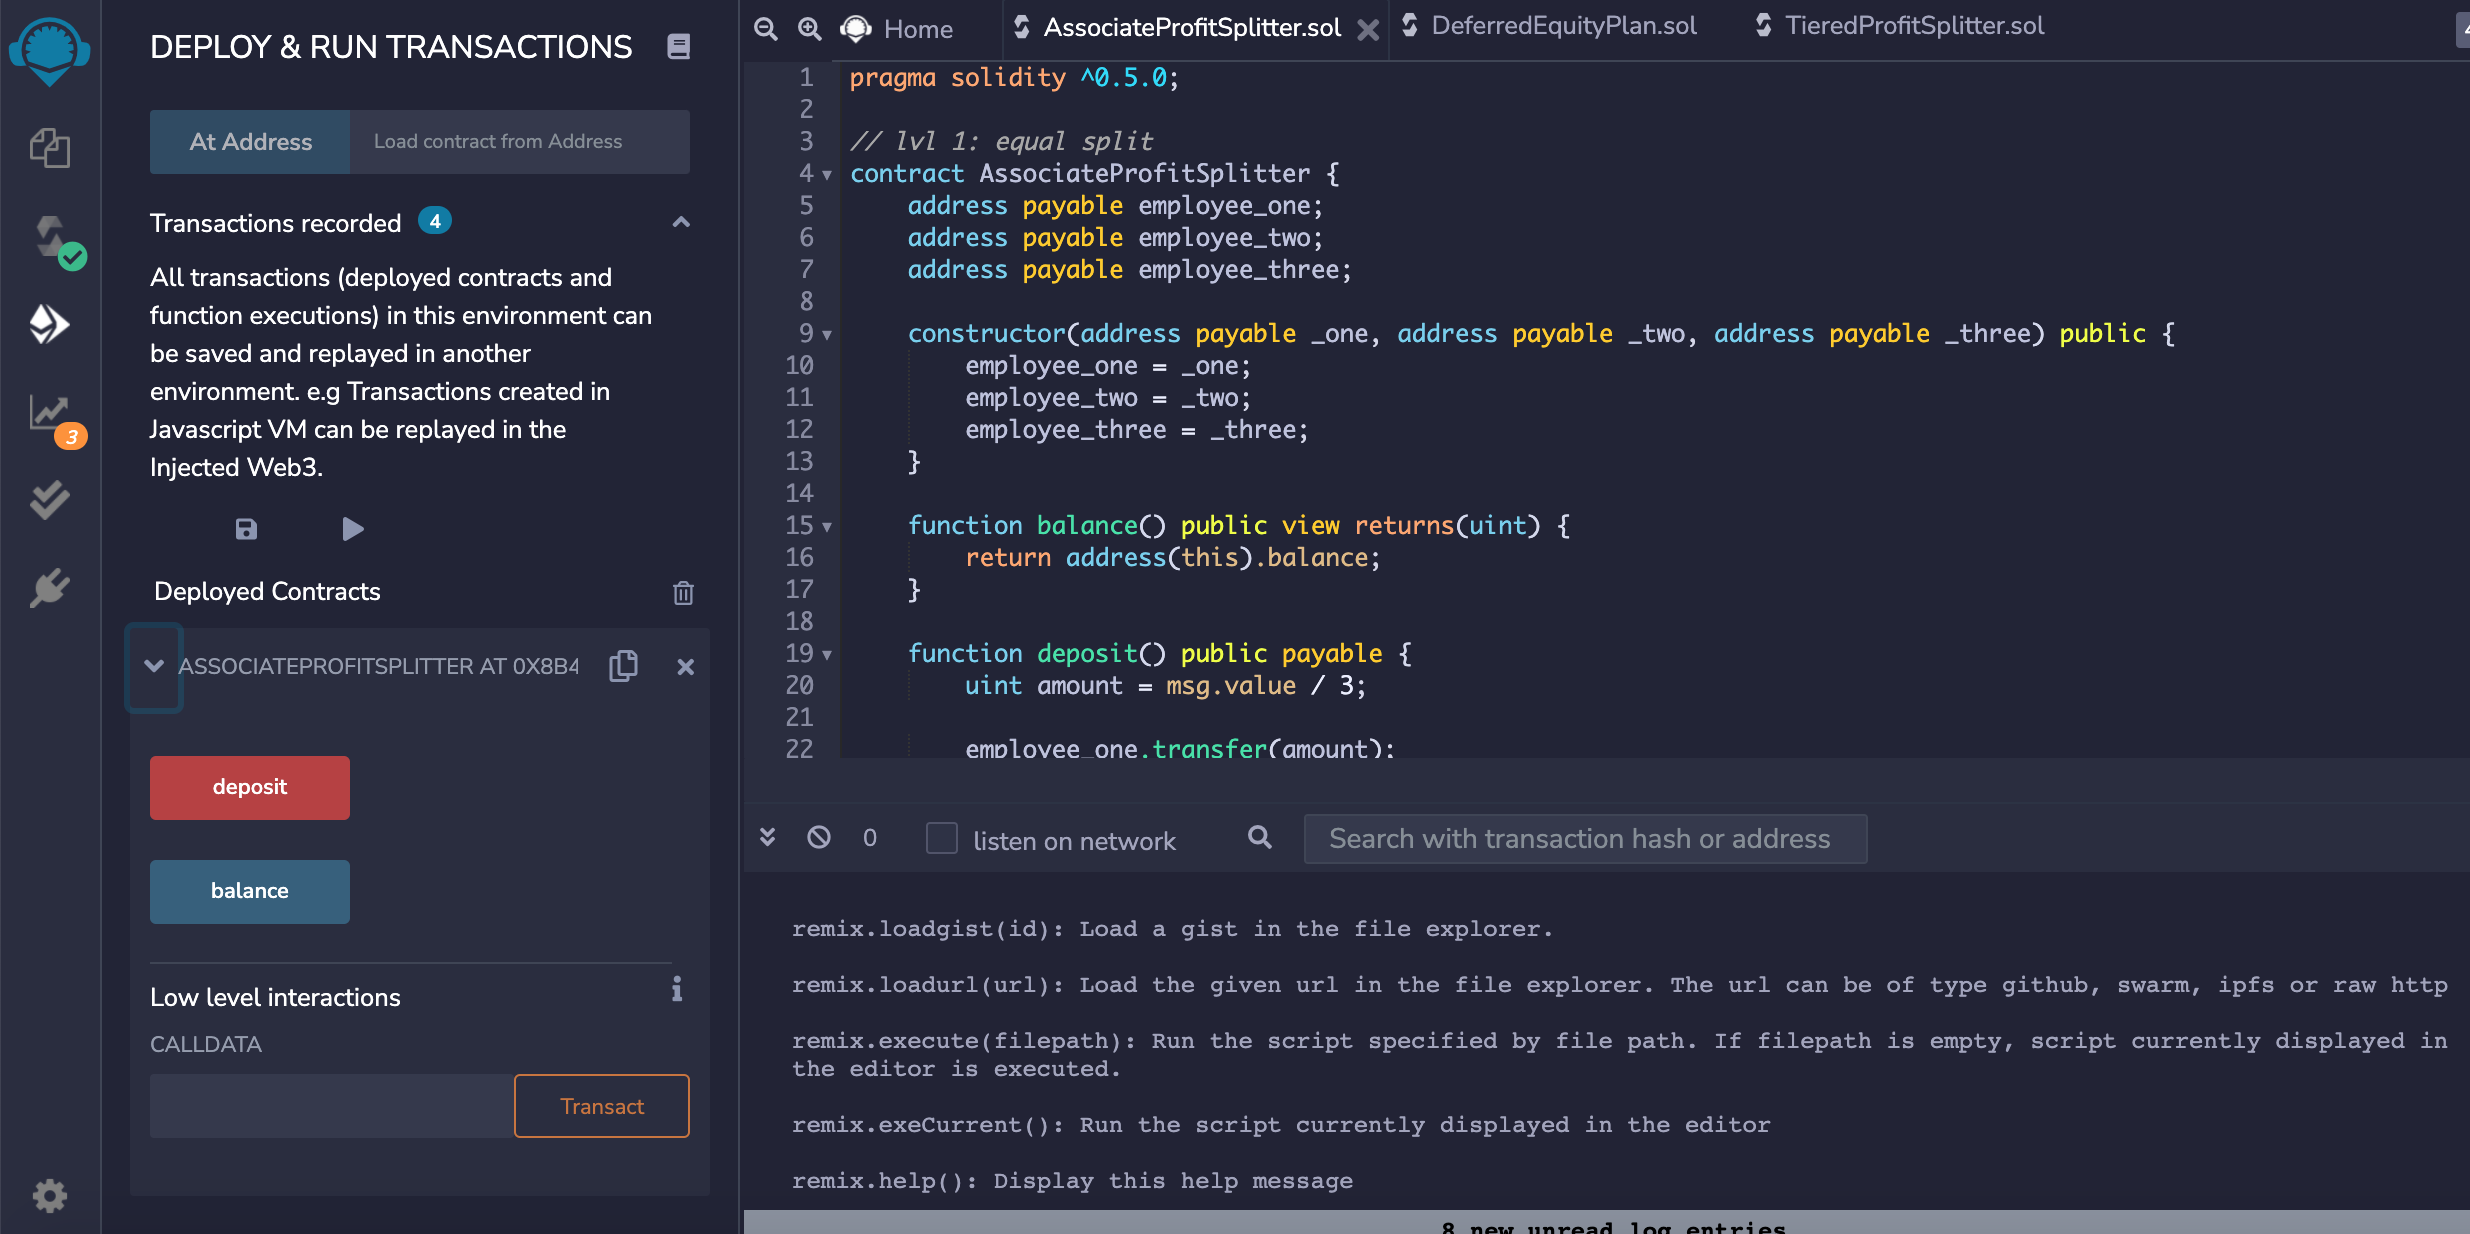 DEPLOY & RUN TRANSACTIONS
At Address
Load contract from Address
Transactions recorded 4
All transactions (deployed contracts and
function executions) in this environment can
be saved and replayed in another
environment. e.g Transactions created in
Javascript VM can be replayed in the
Injected Web3.
3
Deployed Contracts
ASSOCIATEPROFITSPLITTER AT 0X8B4
deposit
balance
Low level interactions
CALLDATA
Transact
Home
AssociateProfitSplitter.sol
DeferredEquityPlan.sol
TieredProfitSplitter.sol
1 pragma solidity ^0.5.0;
2
3 // lvl 1: equal split
4 contract AssociateProfitSplitter {
5 address payable employee_one;
6 address payable employee_two;
7 address payable employee_three;
8
9 constructor(address payable _one, address payable _two, address payable _three) public {
10 employee_one = _one;
11 employee_two = _two;
12 employee_three = _three;
13 }
14
15 function balance() public view returns(uint) {
16 return address(this).balance;
17 }
18
19 function deposit() public payable {
20 uint amount = msg.value / 3;
21
22 employee_one.transfer(amount);
0
listen on network
Search with transaction hash or address
remix.loadgist(id): Load a gist in the file explorer.
remix.loadurl(url): Load the given url in the file explorer. The url can be of type github, swarm, ipfs or raw http
remix.execute(filepath): Run the script specified by file path. If filepath is empty, script currently displayed in
the editor is executed.
remix.exeCurrent(): Run the script currently displayed in the editor
remix.help(): Display this help message
8 new unread log entries